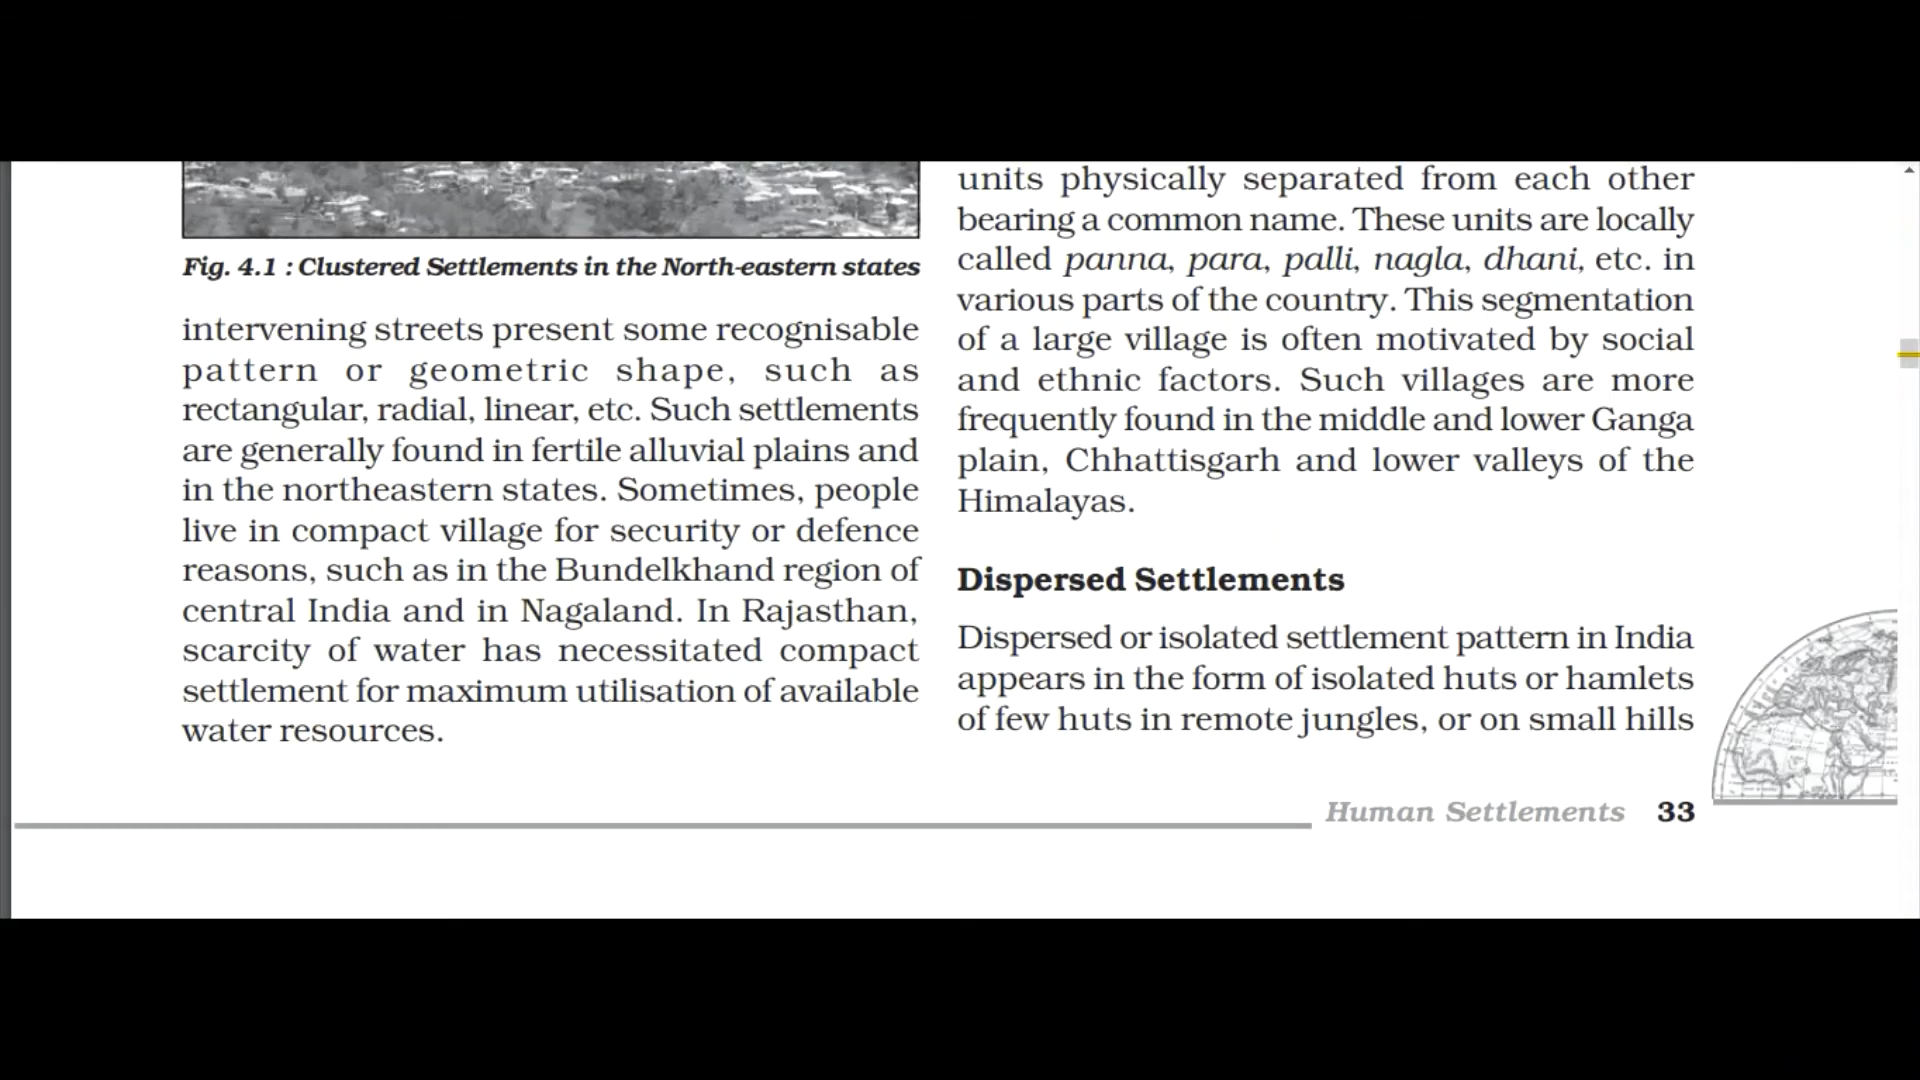 Fig. 4.1 : Clustered Settlements in the North-eastern states
intervening streets present some recognisable
pattern or geometric shape, such as
rectangular, radial, linear, etc. Such settlements
are generally found in fertile alluvial plains and
in the northeastern states. Sometimes, people
live in compact village for security or defence
reasons, such as in the Bundelkhand region of
central India and in Nagaland. In Rajasthan,
scarcity of water has necessitated compact
settlement for maximum utilisation of available
water resources.
units physically separated from each other
bearing a common name. These units are locally
called panna, para, palli, nagla, dhani, etc. in
various parts of the country. This segmentation
of a large village is often motivated by social
and ethnic factors. Such villages are more
frequently found in the middle and lower Ganga
plain, Chhattisgarh and lower valleys of the
Himalayas.
Dispersed Settlements
Dispersed or isolated settlement pattern in India
appears in the form of isolated huts or hamlets
of few huts in remote jungles, or on small hills
Human Settlements 33